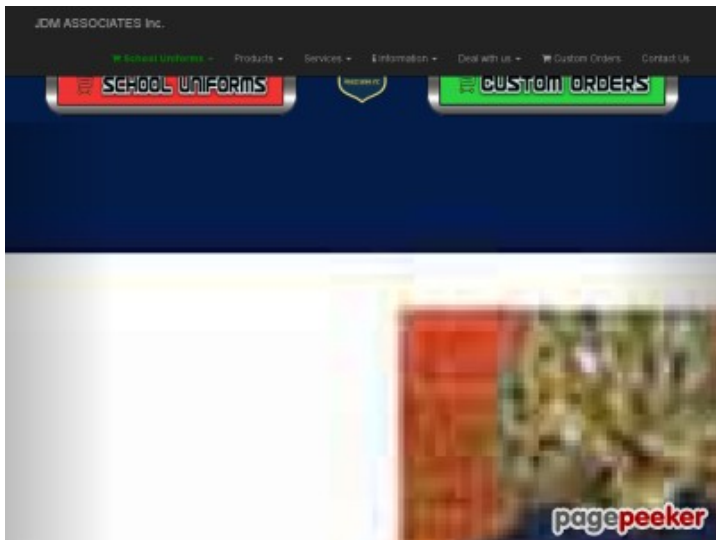 JDM ASSOCIATES Inc.
School Uniforms Products Services Information Deal with us Custom Orders Contact Us
SCHOOL UNIFORMS
CUSTOM ORDERS
pagepeeker